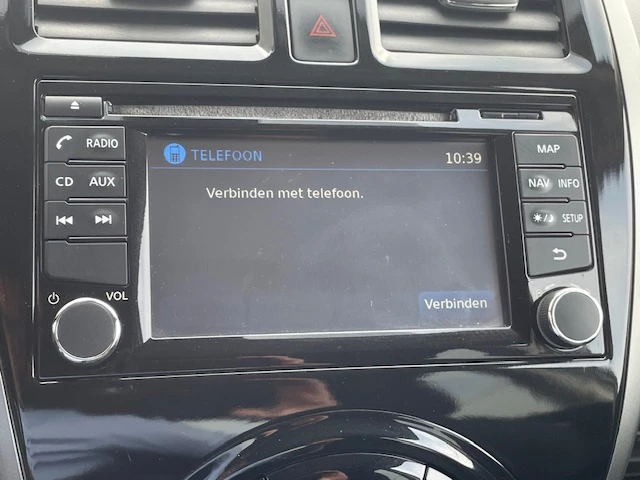 TELEFOON 10:39
Verbinden met telefoon.
Verbinden
RADIO
CD AUX
VOL
MAP
NAV INFO
SETUP